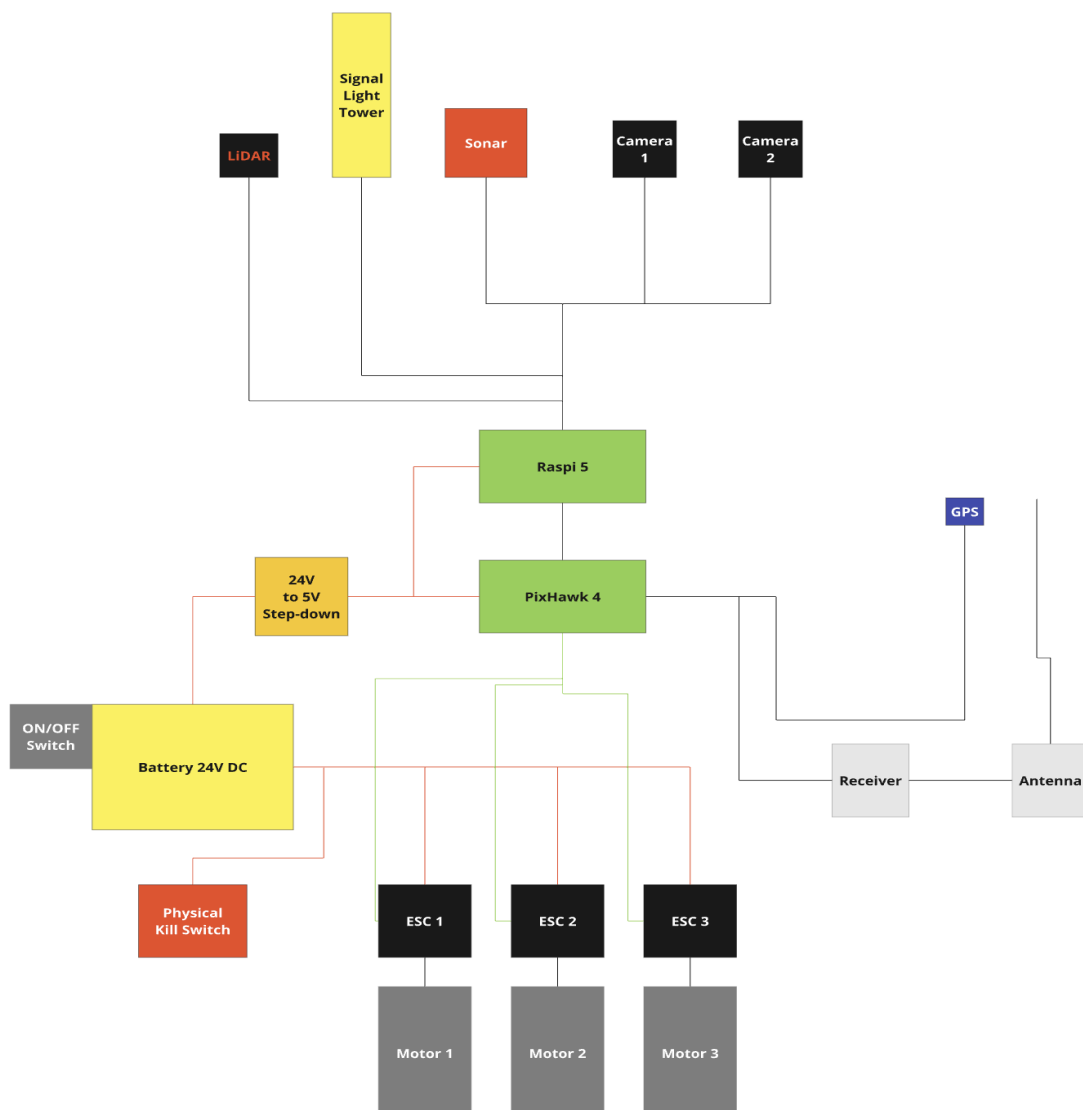 Signal
Light
Tower
LiDAR
Sonar
Camera
1
Camera
2
Raspi 5
GPS
24V
to 5V
Step-down
PixHawk 4
ON/OFF
Switch
Battery 24V DC
Receiver
Antenna
Physical
Kill Switch
ESC 1
ESC 2
ESC 3
Motor 1
Motor 2
Motor 3